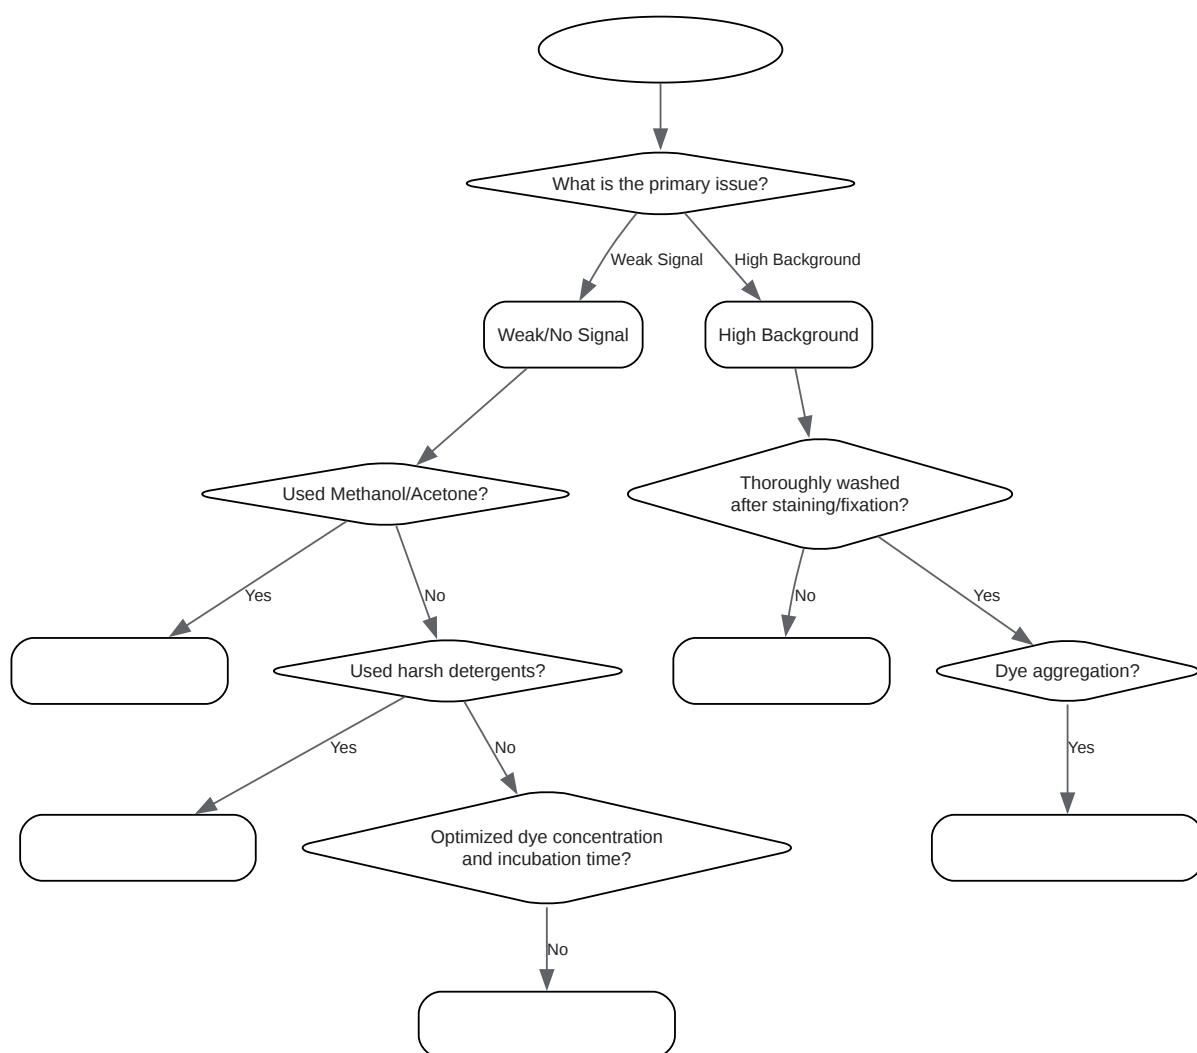 What is the primary issue?
Weak Signal
High Background
Weak/No Signal
High Background
Used Methanol/Acetone?
Thoroughly washed
after staining/fixation?
Yes
No
No
Yes
Used harsh detergents?
Dye aggregation?
Yes
No
Yes
Optimized dye concentration
and incubation time?
No